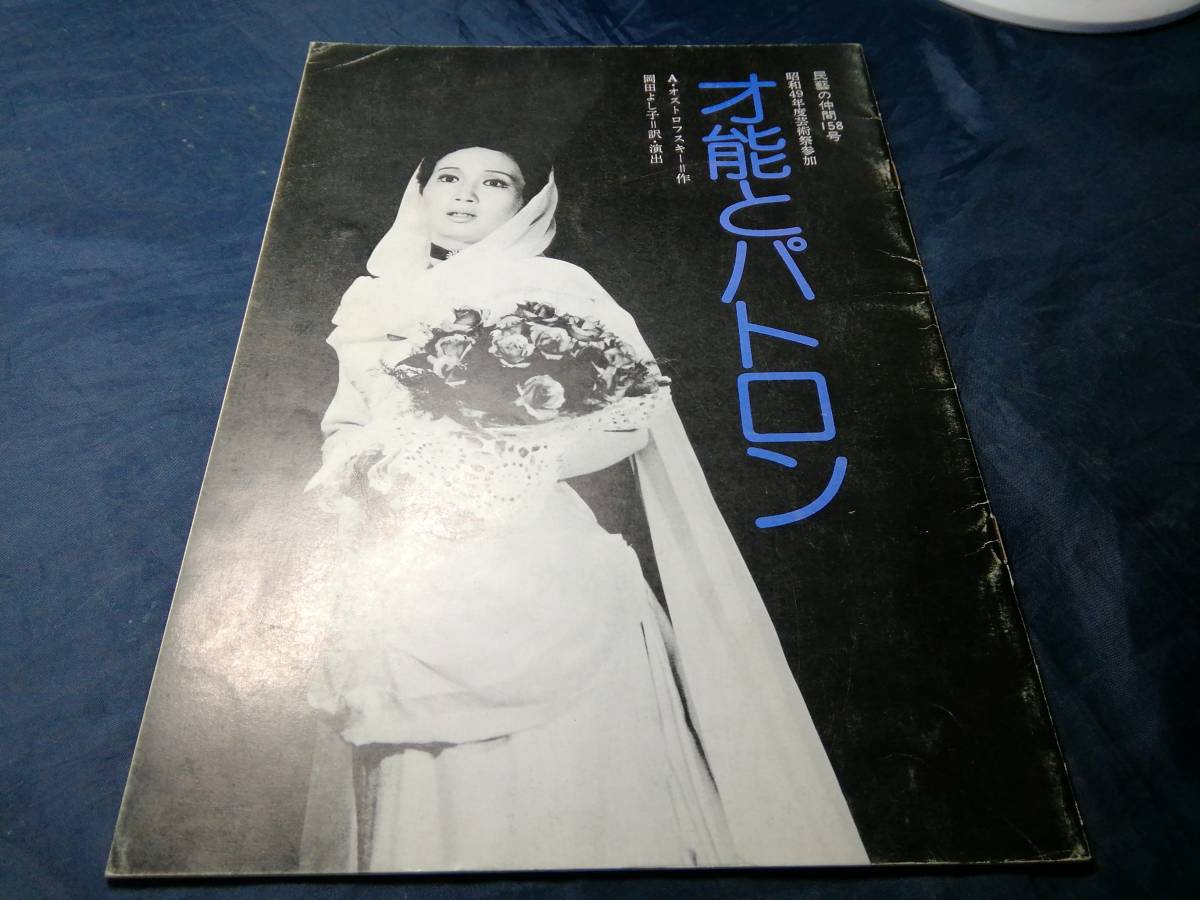 民藝の仲間158号
昭和49年度芸術祭参加
才能とパトロン
A・オストロフスキー＝作
岡田よし子＝訳・演出